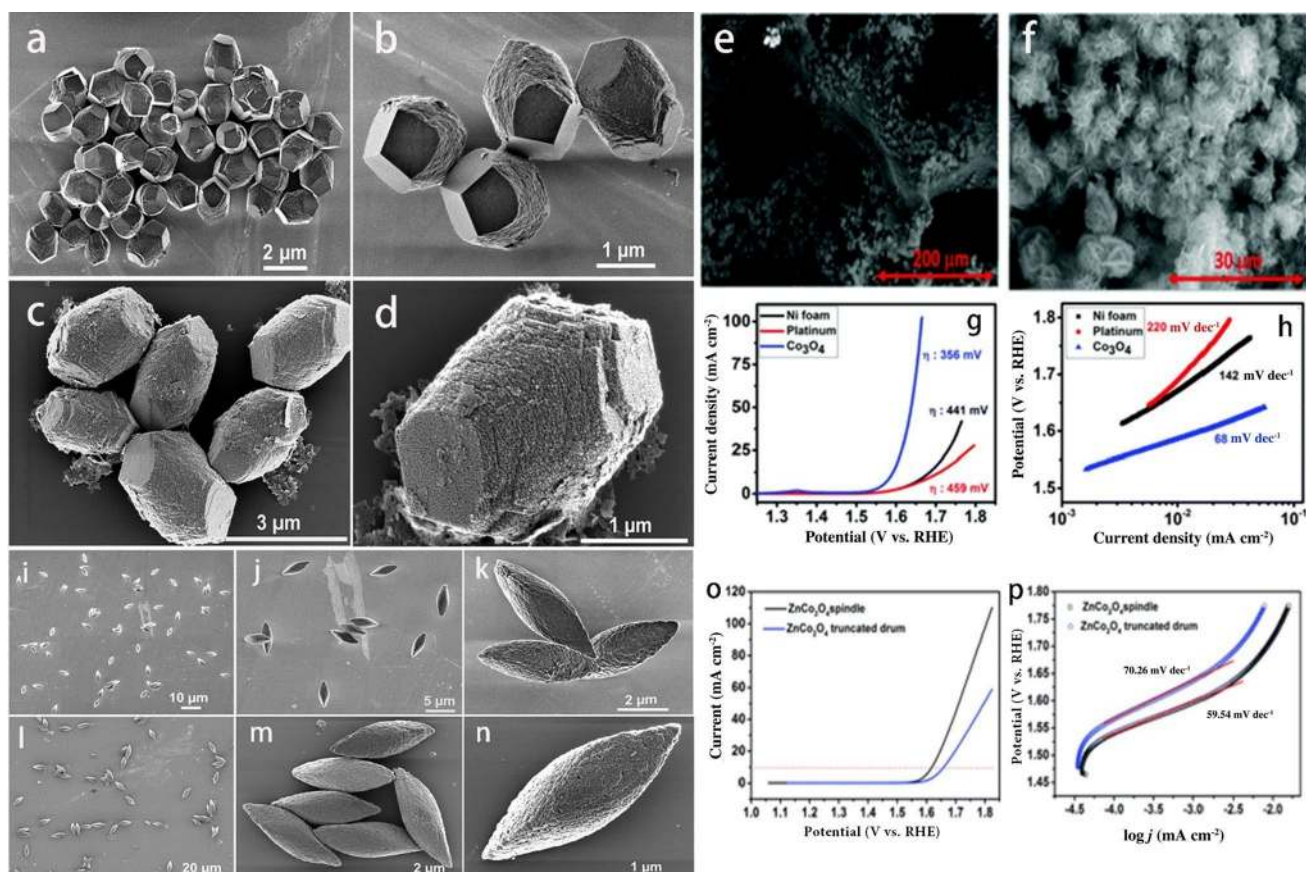 a
2 μm
b
1 μm
c
3 μm
d
1 μm
e
200 μm
f
30 μm
g
Ni foam
Platinum
Co3O4
η : 356 mV
η : 441 mV
η : 459 mV
100
75
50
25
0
1.3 1.4 1.5 1.6 1.7 1.8
Current density (mA cm-2)
Potential (V vs. RHE)
h
Ni foam
Platinum
Co3O4
220 mV dec-1
142 mV dec-1
68 mV dec-1
1.8
1.7
1.6
1.5
10-3 10-2 10-1
Potential (V vs. RHE)
Current density (mA cm-2)
i
10 μm
j
5 μm
k
2 μm
l
20 μm
m
2 μm
n
1 μm
o
ZnCo2O4 spindle
ZnCo2O4 truncated drum
120
100
80
60
40
20
0
1.0 1.1 1.2 1.3 1.4 1.5 1.6 1.7 1.8 1.9
Current (mA cm-2)
Potential (V vs. RHE)
p
ZnCo2O4 spindle
ZnCo2O4 truncated drum
70.26 mV dec-1
59.54 mV dec-1
1.80
1.75
1.70
1.65
1.60
1.55
1.50
1.45
-4.5 -4.0 -3.5 -3.0 -2.5 -2.0
Potential (V vs. RHE)
log j (mA cm-2)